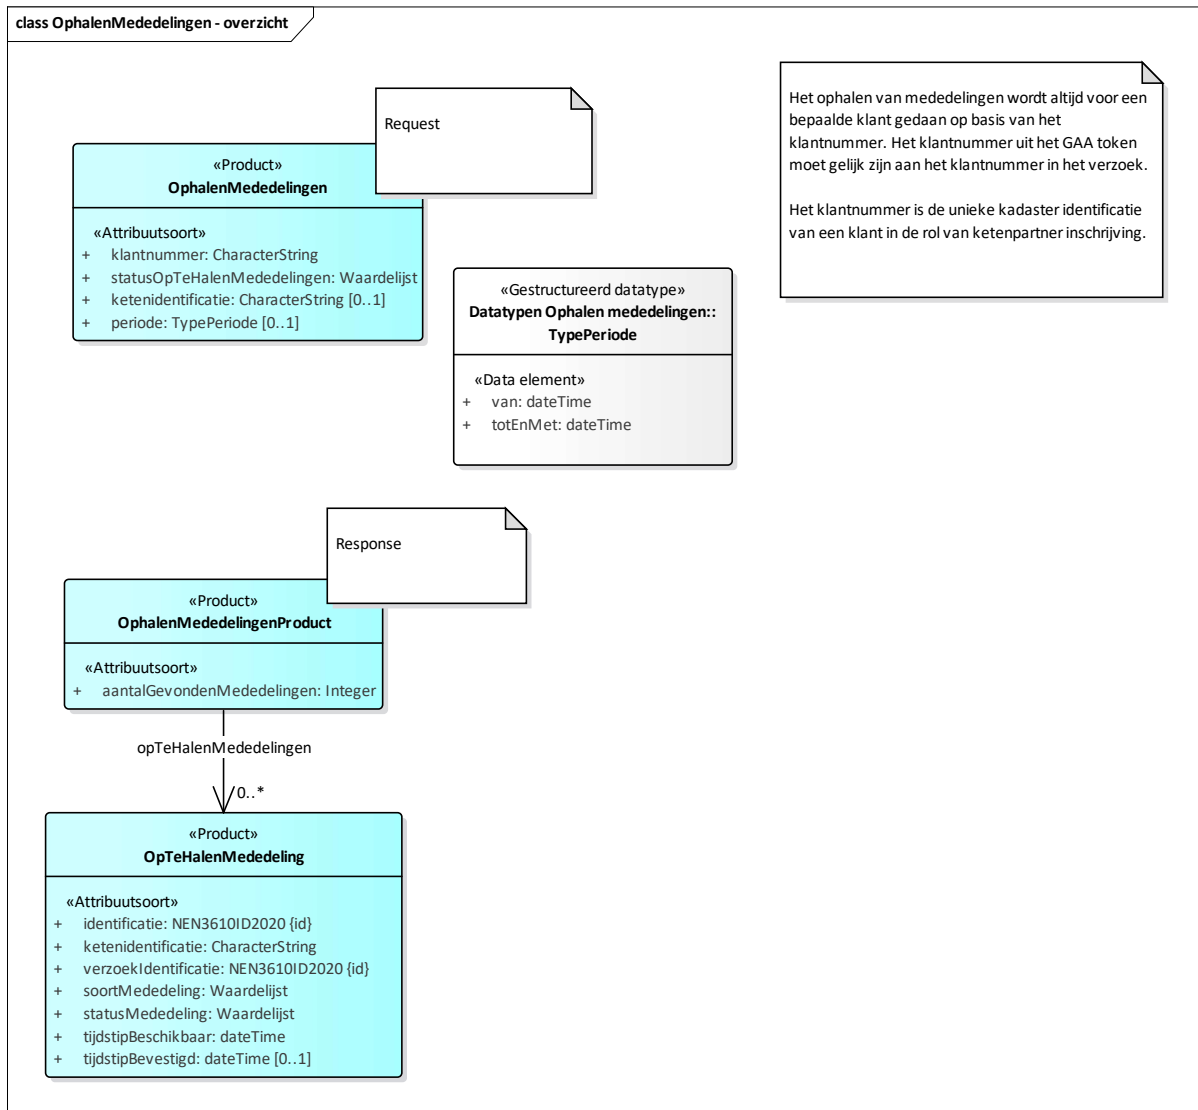 class OphalenMededelingen - overzicht
Request
«Product»
OphalenMededelingen
«Attribuutsoort»
+ klantnummer: CharacterString
+ statusOpTeHalenMededelingen: Waardelijst
+ ketenidentificatie: CharacterString [0..1]
+ periode: TypePeriode [0..1]
Het ophalen van mededelingen wordt altijd voor een
bepaalde klant gedaan op basis van het
klantnummer. Het klantnummer uit het GAA token
moet gelijk zijn aan het klantnummer in het verzoek.
Het klantnummer is de unieke kadaster identificatie
van een klant in de rol van ketenpartner inschrijving.
«Gestructureerd datatype»
Datatypen Ophalen mededelingen::
TypePeriode
«Data element»
+ van: dateTime
+ totEnMet: dateTime
Response
«Product»
OphalenMededelingenProduct
«Attribuutsoort»
+ aantalGevondenMededelingen: Integer
opTeHalenMededelingen
0..*
«Product»
OpTeHalenMededeling
«Attribuutsoort»
+ identificatie: NEN3610ID2020 {id}
+ ketenidentificatie: CharacterString
+ verzoekIdentificatie: NEN3610ID2020 {id}
+ soortMededeling: Waardelijst
+ statusMededeling: Waardelijst
+ tijdstipBeschikbaar: dateTime
+ tijdstipBevestigd: dateTime [0..1]